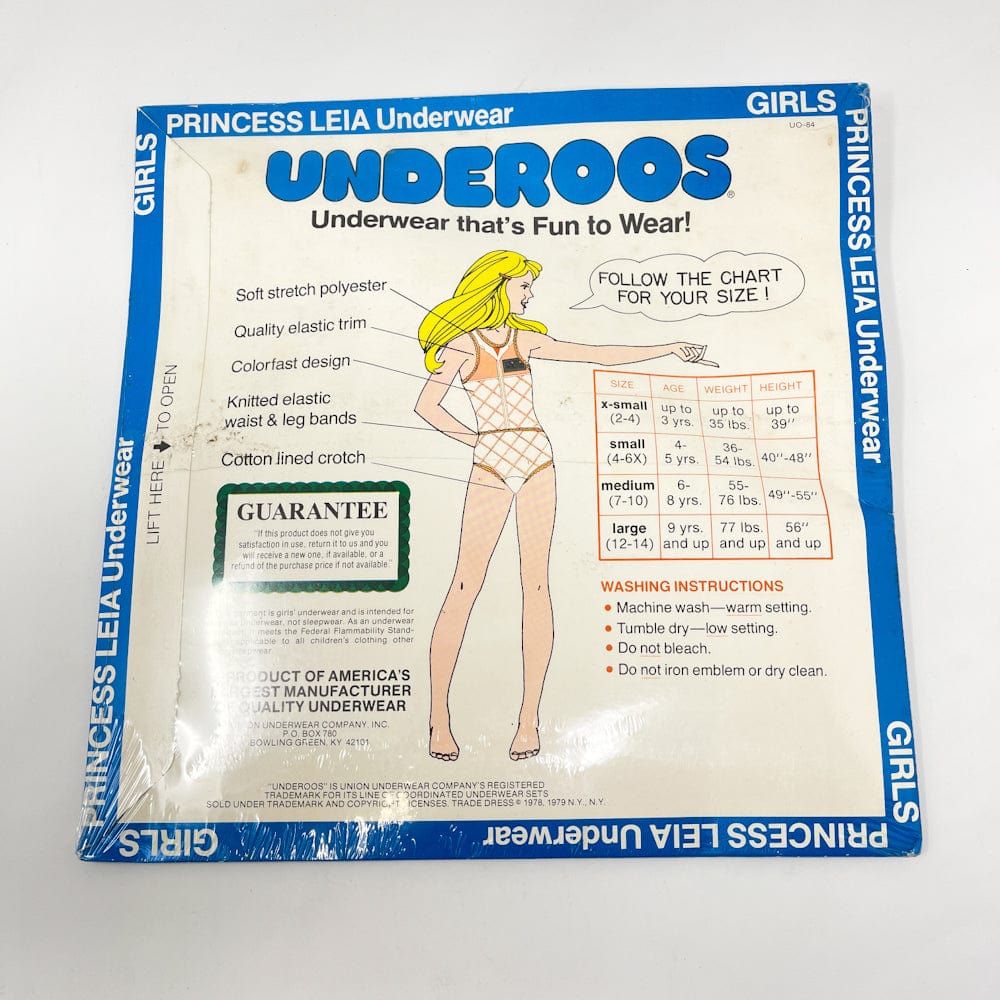 PRINCESS LEIA Underwear
GIRLS
GIRLS
PRINCESS LEIA Underwear
UO-84
UNDEROOS®
Underwear that's Fun to Wear!
FOLLOW THE CHART
FOR YOUR SIZE!
Soft stretch polyester
Quality elastic trim
Colorfast design
Knitted elastic
waist & leg bands
Cotton lined crotch
LIFT HERE TO OPEN
SIZE AGE WEIGHT HEIGHT
x-small (2-4) up to 3 yrs. up to 35 lbs. up to 39"
small (4-6X) 4-5 yrs. 36-54 lbs. 40"-48"
medium (7-10) 6-8 yrs. 55-76 lbs. 49"-55"
large (12-14) 9 yrs. and up 77 lbs. and up 56" and up
GUARANTEE
"If this product does not give you
satisfaction in use, return it to us and you
will receive a new one, if available, or a
refund of the purchase price if not available."
WASHING INSTRUCTIONS
• Machine wash—warm setting.
• Tumble dry—low setting.
• Do not bleach.
• Do not iron emblem or dry clean.
is girls' underwear and is intended for
not sleepwear. As an underwear
meets the Federal Flammability Stand-
to all children's clothing other
PRODUCT OF AMERICA'S
LARGEST MANUFACTURER
OF QUALITY UNDERWEAR
UNDERWEAR COMPANY, INC.
P.O. BOX 780
BOWLING GREEN, KY 42101
"UNDEROOS" IS UNION UNDERWEAR COMPANY'S REGISTERED
TRADEMARK FOR ITS LINE OF COORDINATED UNDERWEAR SETS
SOLD UNDER TRADEMARK AND COPYRIGHT LICENSES. TRADE DRESS © 1978, 1979 N.Y., N.Y.
PRINCESS LEIA Underwear
GIRLS
PRINCESS LEIA Underwear
GIRLS